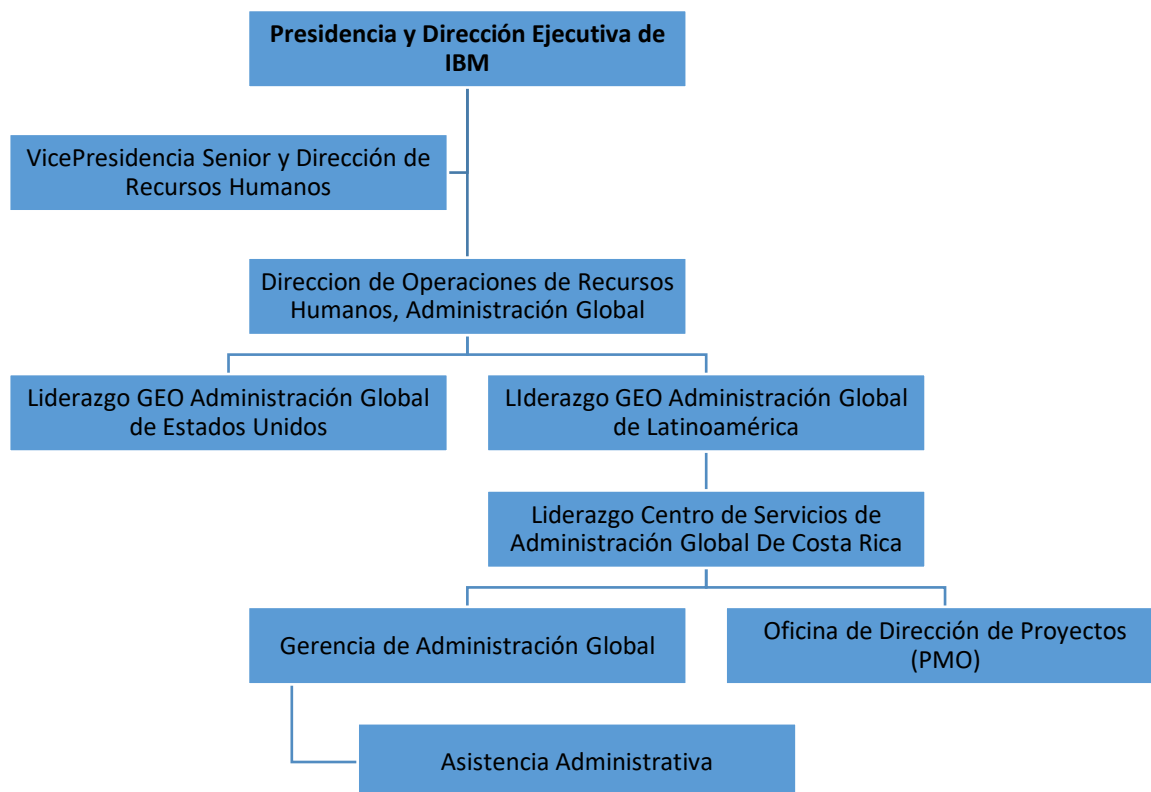 Presidencia y Dirección Ejecutiva de
IBM
VicePresidencia Senior y Dirección de
Recursos Humanos
Direccion de Operaciones de Recursos
Humanos, Administración Global
Liderazgo GEO Administración Global
de Estados Unidos
LIderazgo GEO Administración Global
de Latinoamérica
Liderazgo Centro de Servicios de
Administración Global De Costa Rica
Gerencia de Administración Global
Oficina de Dirección de Proyectos
(PMO)
Asistencia Administrativa